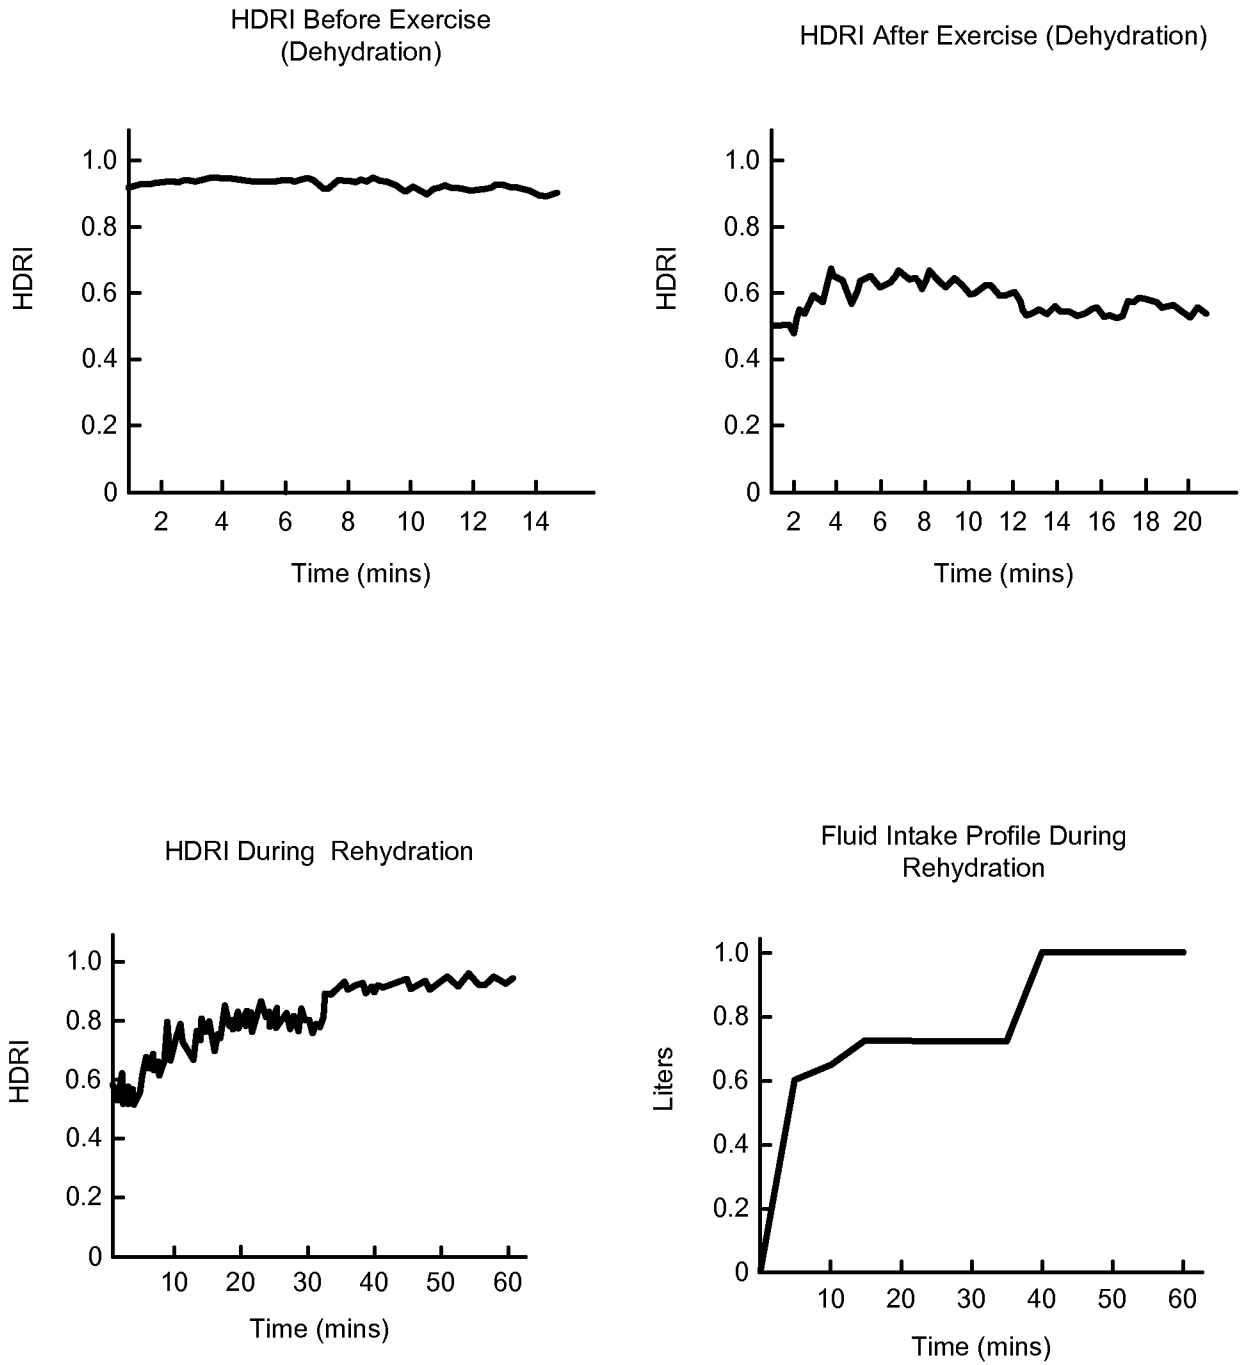 HDRI Before Exercise
(Dehydration)
1.0
0.8
0.6
0.4
0.2
0
HDRI
2 4 6 8 10 12 14
Time (mins)
HDRI After Exercise (Dehydration)
1.0
0.8
0.6
0.4
0.2
0
HDRI
2 4 6 8 10 12 14 16 18 20
Time (mins)
HDRI During Rehydration
1.0
0.8
0.6
0.4
0.2
0
HDRI
10 20 30 40 50 60
Time (mins)
Fluid Intake Profile During
Rehydration
1.0
0.8
0.6
0.4
0.2
0
Liters
10 20 30 40 50 60
Time (mins)